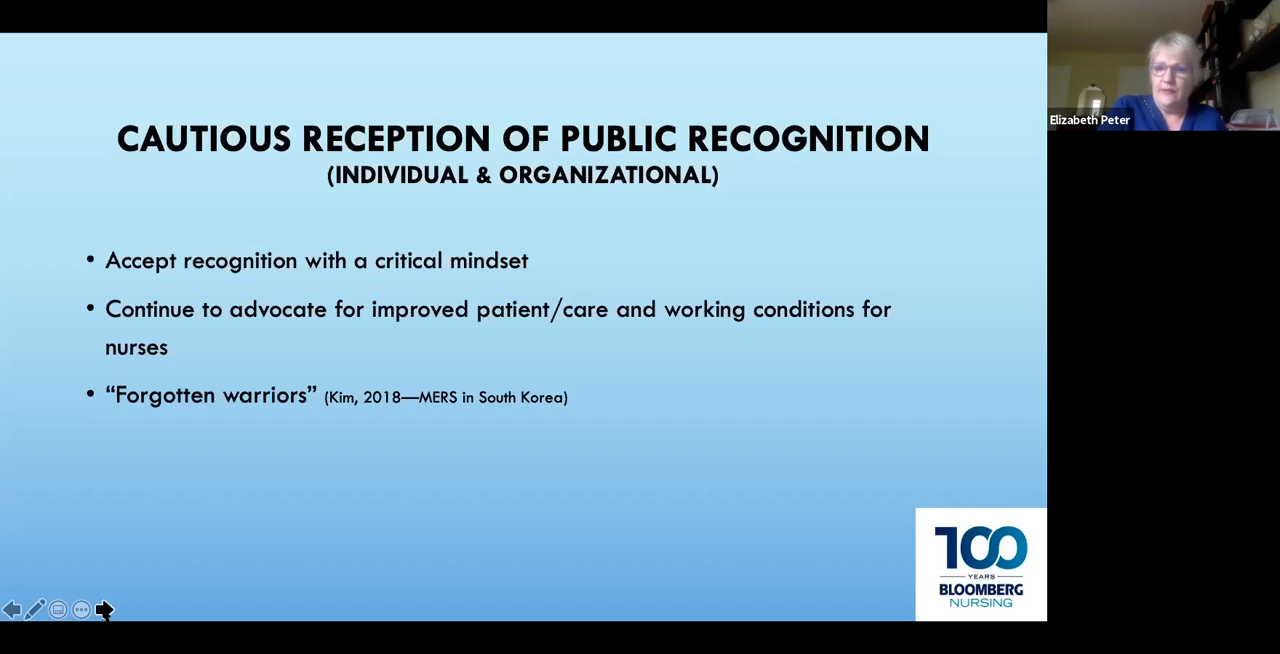 CAUTIOUS RECEPTION OF PUBLIC RECOGNITION
(INDIVIDUAL & ORGANIZATIONAL)
• Accept recognition with a critical mindset
• Continue to advocate for improved patient/care and working conditions for
nurses
• “Forgotten warriors” (Kim, 2018—MERS in South Korea)
100
YEARS
BLOOMBERG
NURSING
Elizabeth Peter